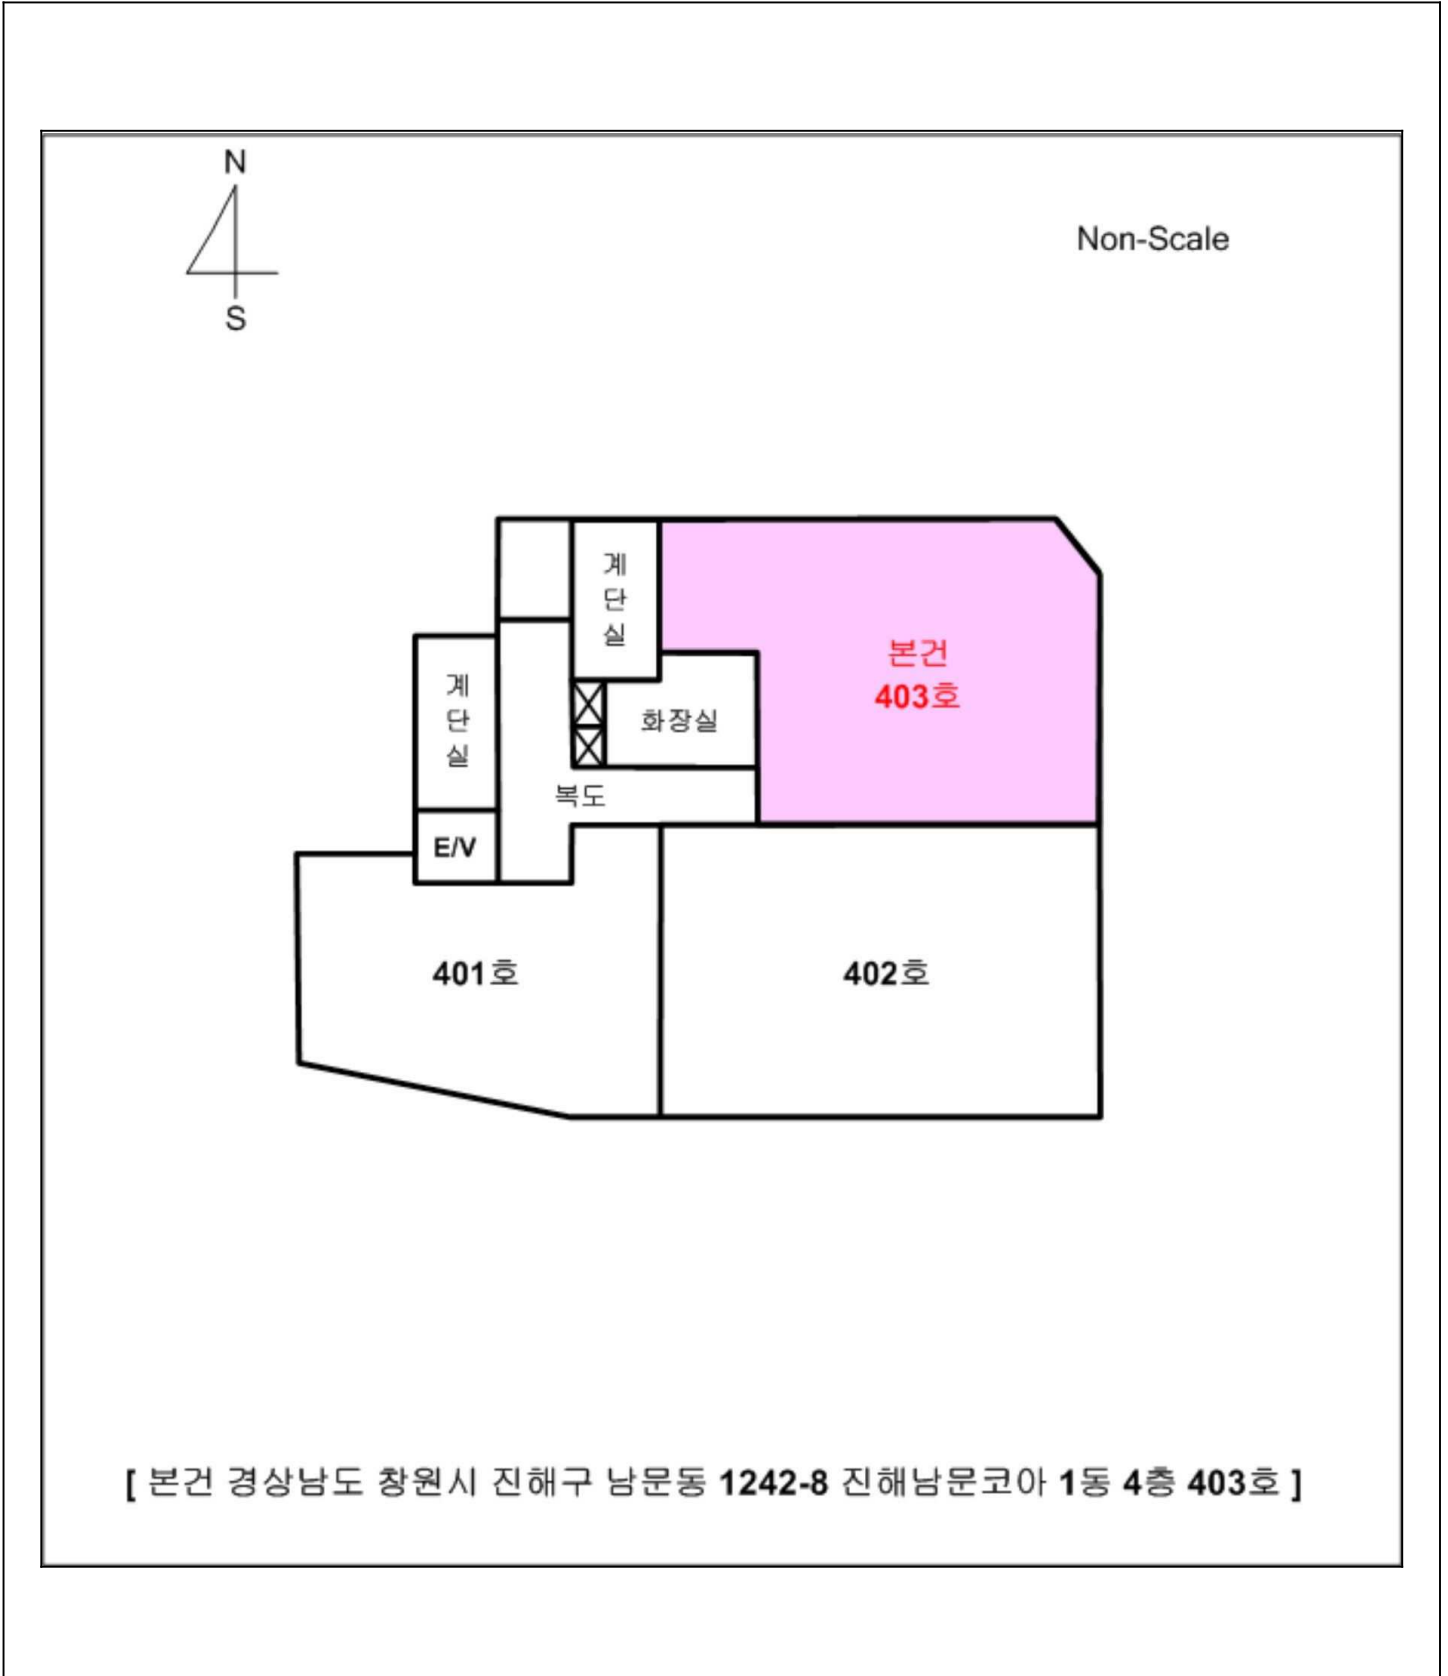 N
S
Non-Scale
계
단
실
본건
403호
계
단
실
화장실
복도
E/V
401호
402호
[ 본건 경상남도 창원시 진해구 남문동 1242-8 진해남문코아 1동 4층 403호 ]